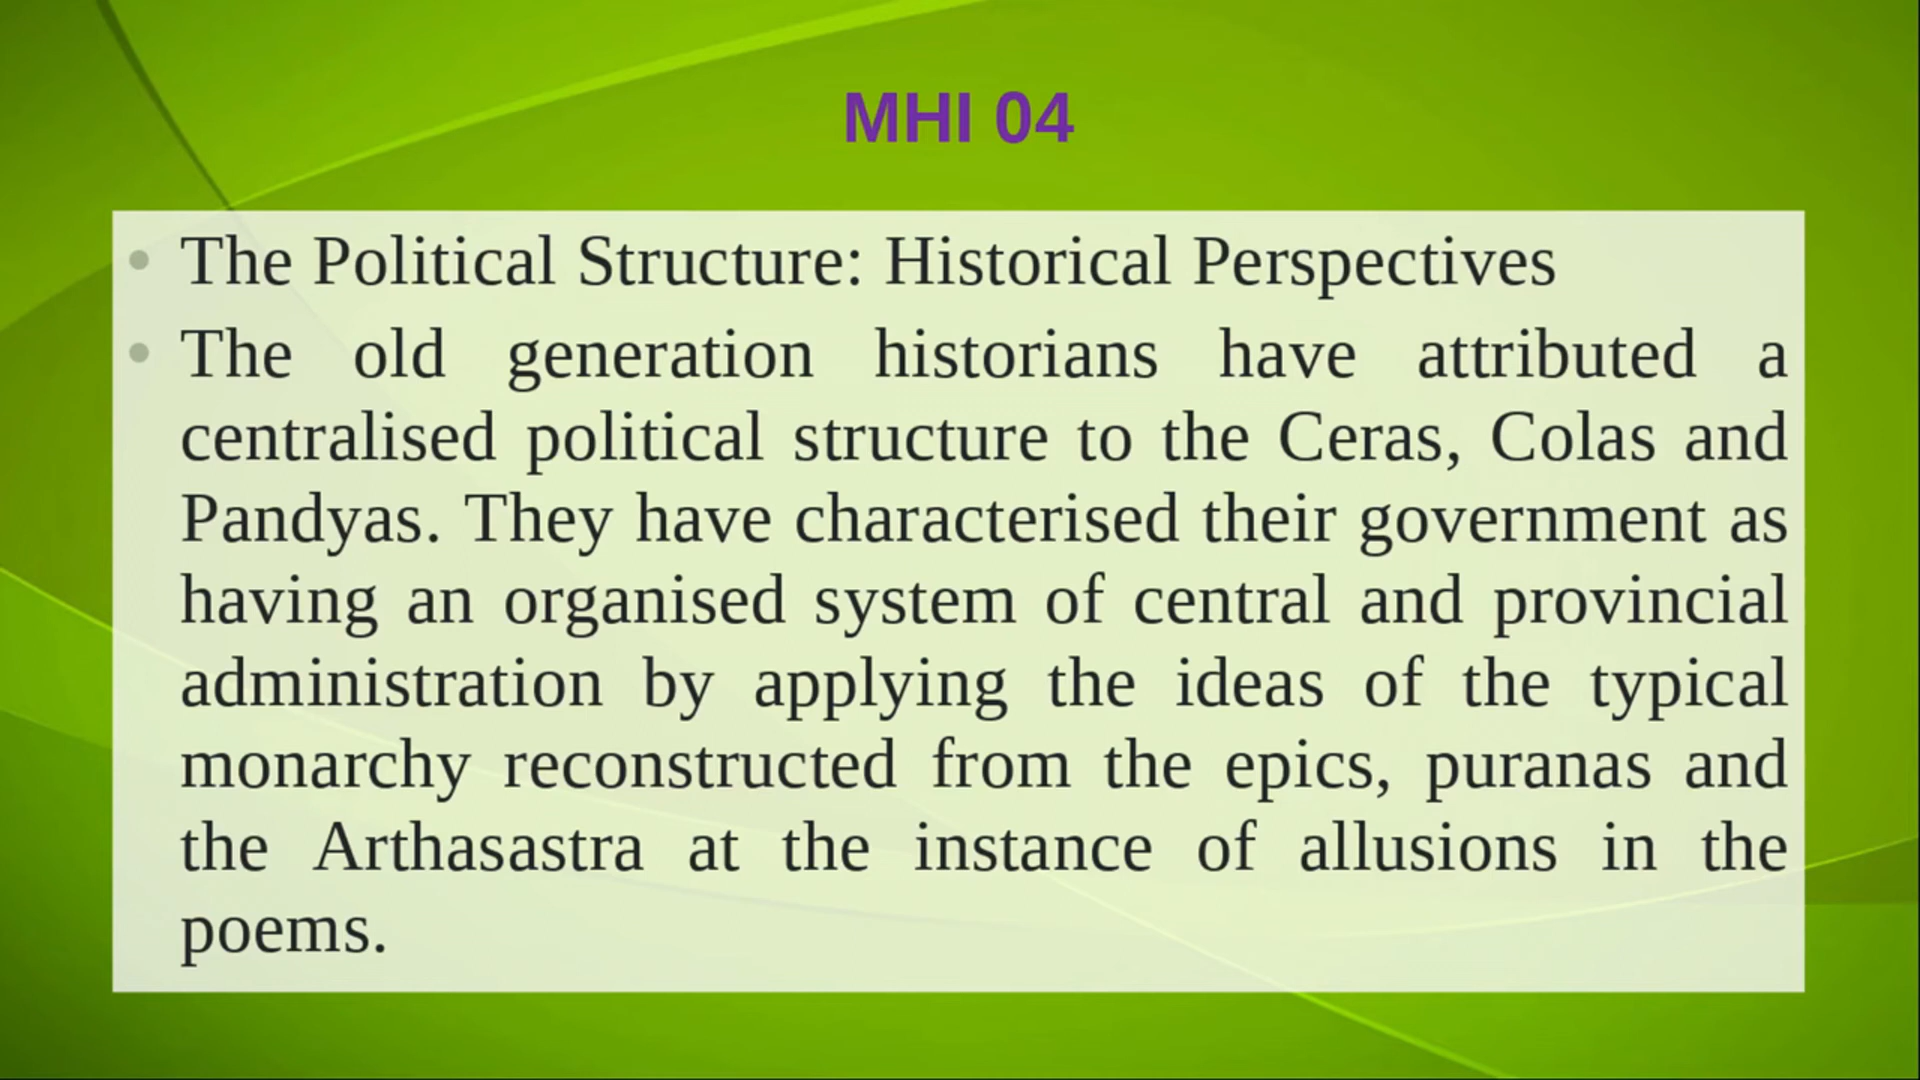 MHI 04
The Political Structure: Historical Perspectives
The old generation historians have attributed a
centralised political structure to the Ceras, Colas and
Pandyas. They have characterised their government as
having an organised system of central and provincial
administration by applying the ideas of the typical
monarchy reconstructed from the epics, puranas and
the Arthasastra at the instance of allusions in the
poems.